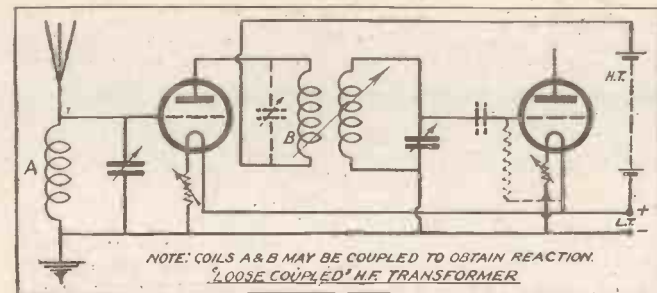 A
B
H.T.
L.T. +
-
NOTE: COILS A & B MAY BE COUPLED TO OBTAIN REACTION.
"LOOSE COUPLED" H.F. TRANSFORMER